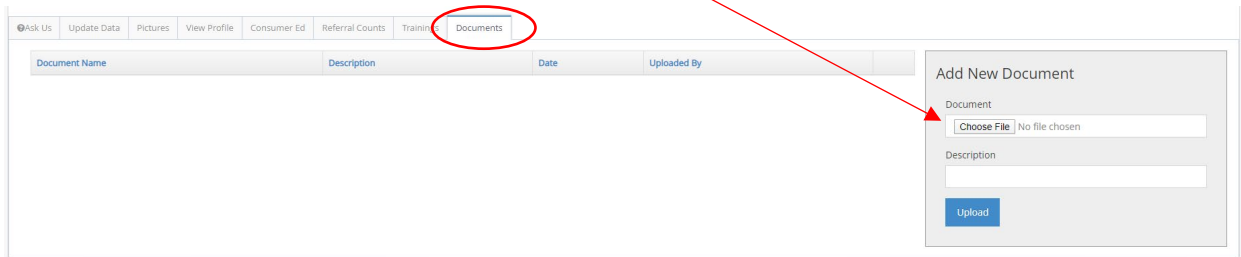 Ask Us Update Data Pictures View Profile Consumer Ed Referral Counts Trainings Documents
Document Name Description Date Uploaded By
Add New Document
Document
Choose File No file chosen
Description
Upload